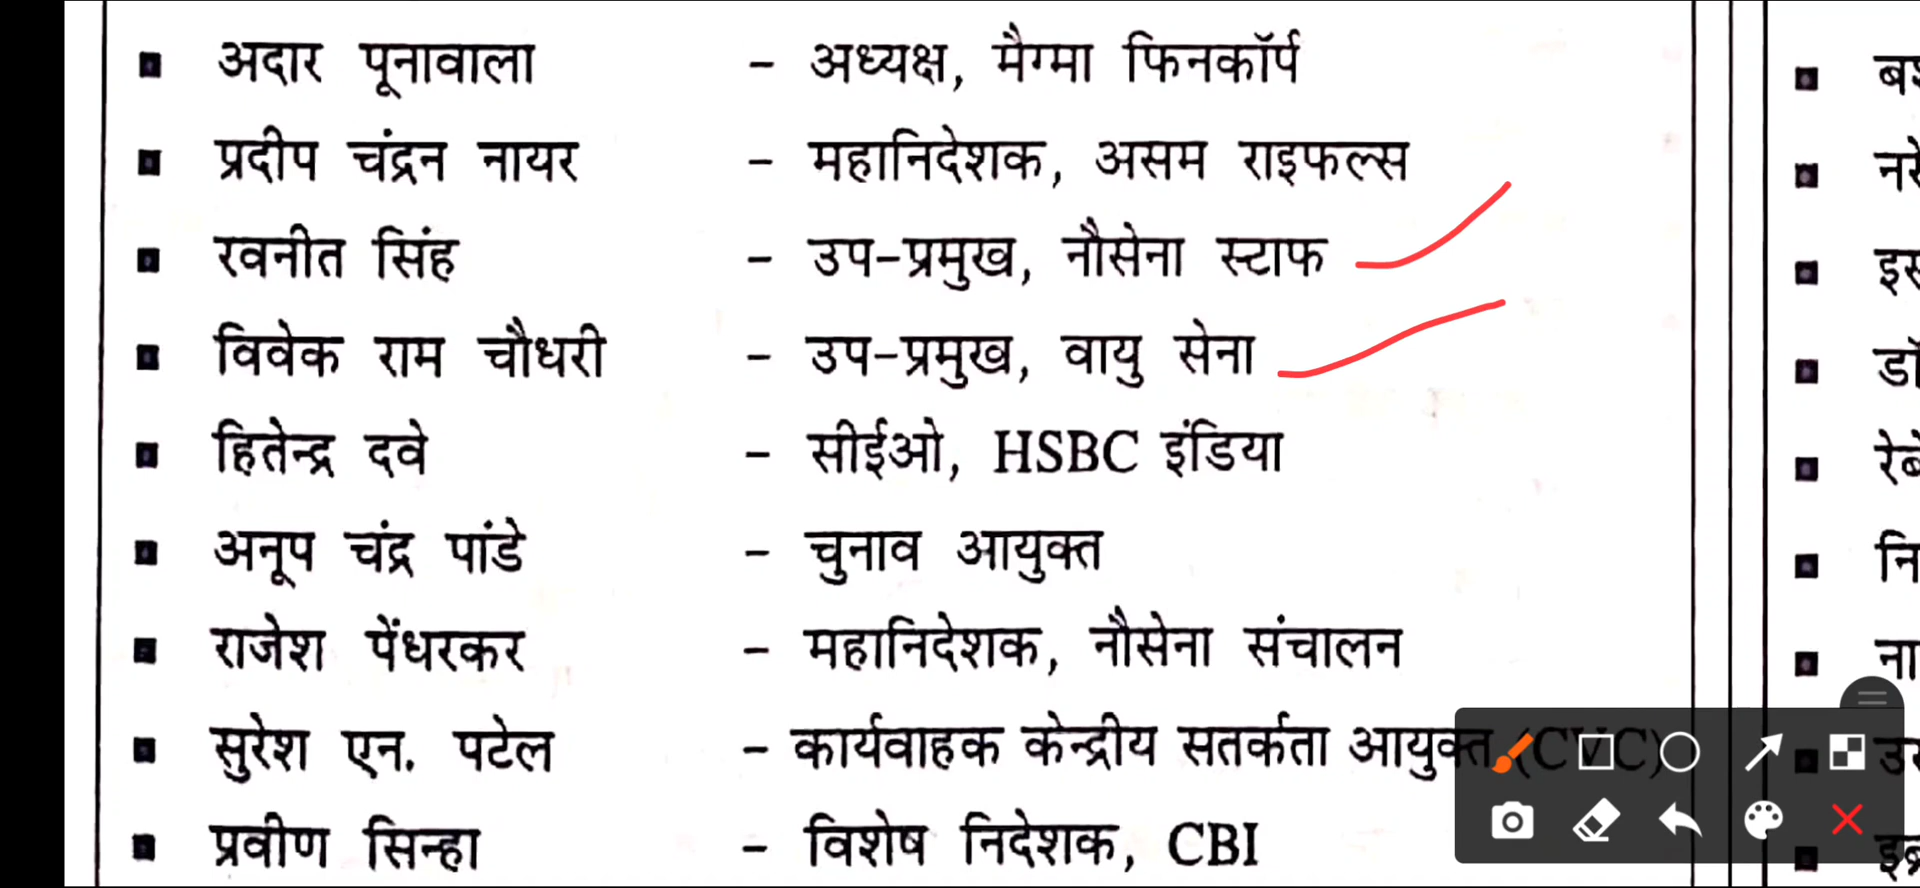 अदार पूनावाला – अध्यक्ष, मैग्मा फिनकॉर्प
प्रदीप चंद्रन नायर – महानिदेशक, असम राइफल्स
रवनीत सिंह – उप-प्रमुख, नौसेना स्टाफ
विवेक राम चौधरी – उप-प्रमुख, वायु सेना
हितेन्द्र दवे – सीईओ, HSBC इंडिया
अनूप चंद्र पांडे – चुनाव आयुक्त
राजेश पेंधरकर – महानिदेशक, नौसेना संचालन
सुरेश एन. पटेल – कार्यवाहक केन्द्रीय सतर्कता आयुक्त (CVC)
प्रवीण सिन्हा – विशेष निदेशक, CBI